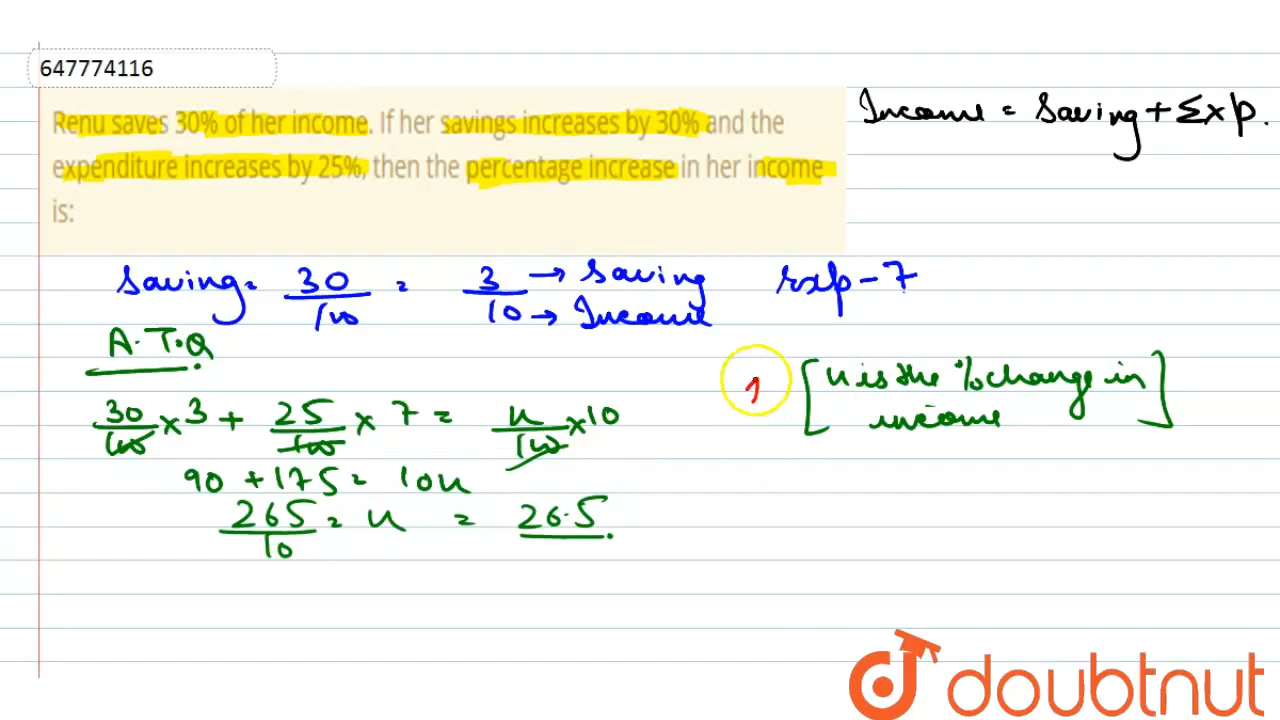 647774116
Renu saves 30% of her income. If her savings increases by 30% and the
expenditure increases by 25%, then the percentage increase in her income
is:
Income = Saving + Exp.
Saving = 30/100 = 3/10 → Saving → Income Exp - 7
A.T.Q
30/100 × 3 + 25/100 × 7 = x/100 × 10
[x is the % change in
income]
90 + 175 = 10x
265/10 = x = 26.5
doubtnut